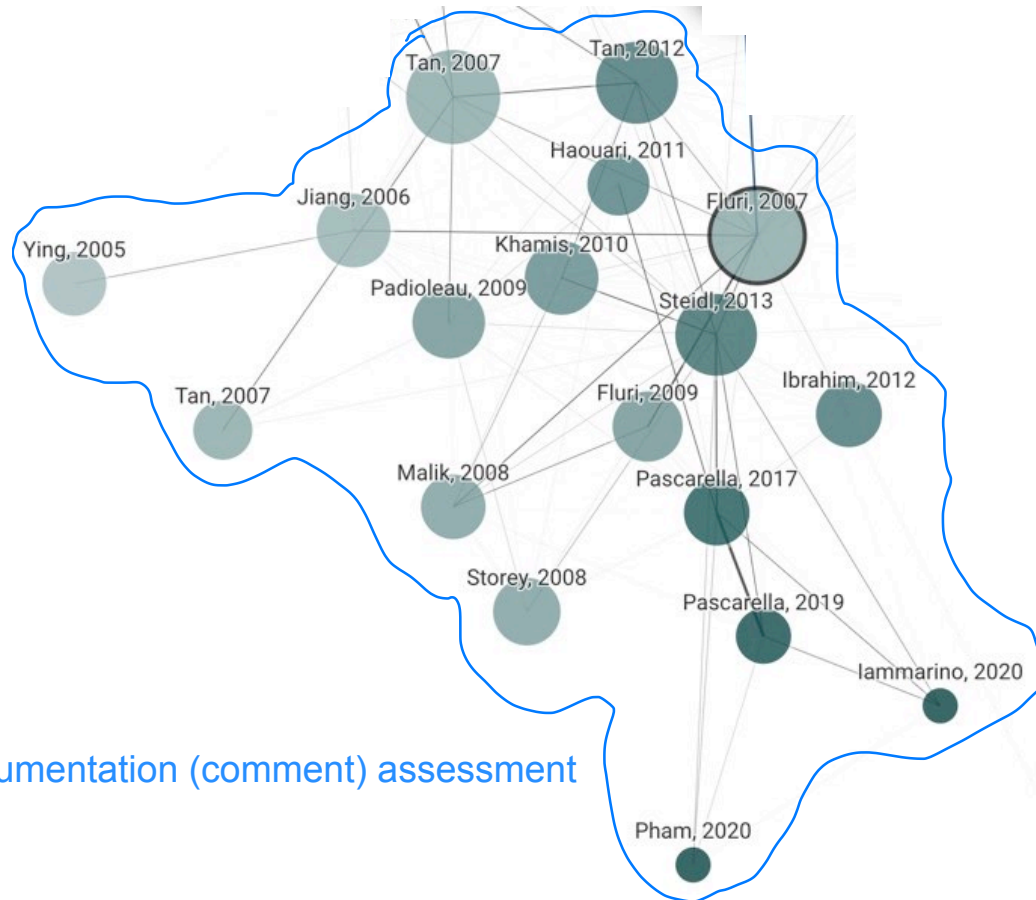 Tan, 2007
Tan, 2012
Haouari, 2011
Jiang, 2006
Fluri, 2007
Ying, 2005
Khamis, 2010
Padioleau, 2009
Steidl, 2013
Tan, 2007
Fluri, 2009
Ibrahim, 2012
Malik, 2008
Pascarella, 2017
Storey, 2008
Pascarella, 2019
Iammarino, 2020
umentation (comment) assessment
Pham, 2020